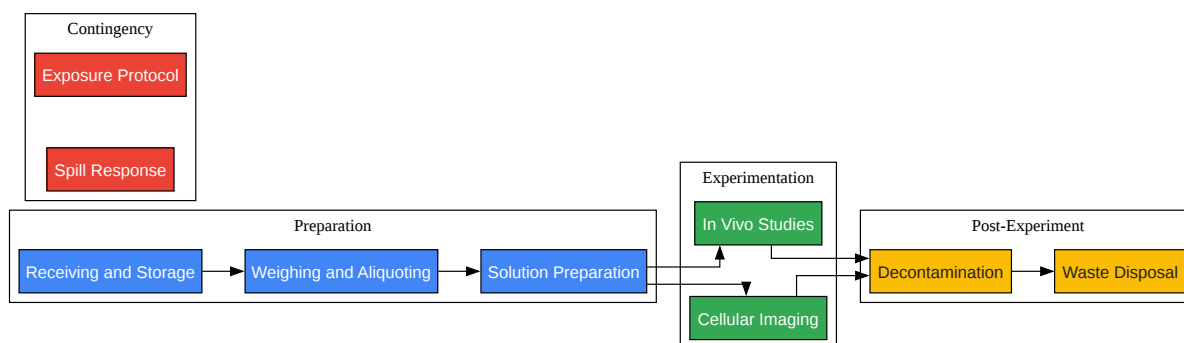 Contingency
Exposure Protocol
Spill Response
Preparation
Receiving and Storage
Weighing and Aliquoting
Solution Preparation
Experimentation
In Vivo Studies
Cellular Imaging
Post-Experiment
Decontamination
Waste Disposal